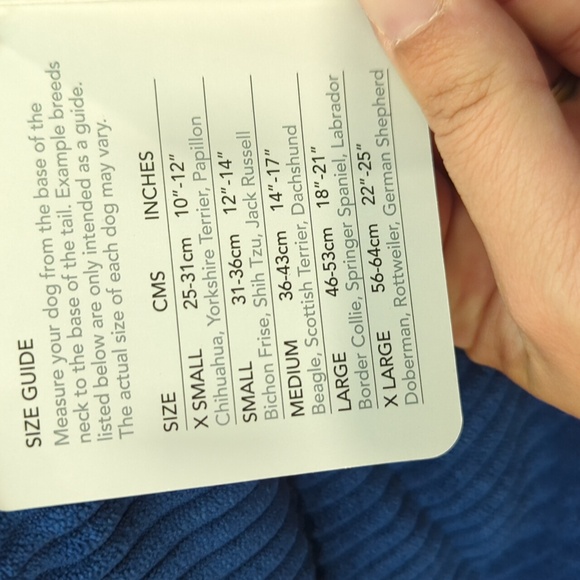 SIZE GUIDE
Measure your dog from the base of the
neck to the base of the tail. Example breeds
listed below are only intended as a guide.
The actual size of each dog may vary.
SIZE CMS INCHES
X SMALL 25-31cm 10"-12"
Chihuahua, Yorkshire Terrier, Papillon
SMALL 31-36cm 12"-14"
Bichon Frise, Shih Tzu, Jack Russell
MEDIUM 36-43cm 14"-17"
Beagle, Scottish Terrier, Dachshund
LARGE 46-53cm 18"-21"
Border Collie, Springer Spaniel, Labrador
X LARGE 56-64cm 22"-25"
Doberman, Rottweiler, German Shepherd